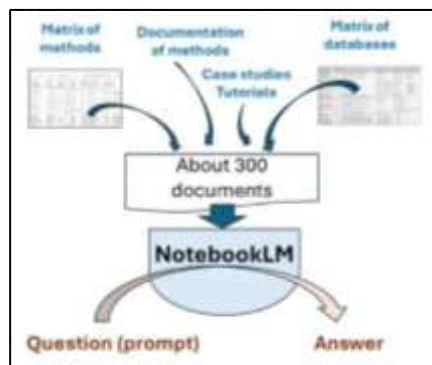 Matrix of
methods
Documentation
of methods
Case studies
Tutorials
Matrix of
databases
About 300
documents
NotebookLM
Question (prompt)
Answer